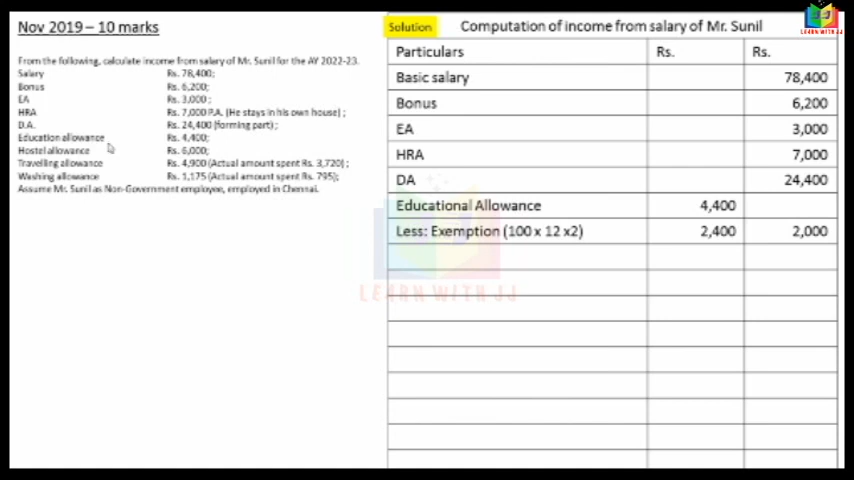 Nov 2019 – 10 marks
From the following, calculate income from salary of Mr. Sunil for the AY 2022-23.
Salary Rs. 78,400;
Bonus Rs. 6,200;
EA Rs. 3,000 ;
HRA Rs. 7,000 P.A. (He stays in his own house) ;
D.A. Rs. 24,400 (forming part) ;
Education allowance Rs. 4,400;
Hostel allowance Rs. 6,000;
Travelling allowance Rs. 4,900 (Actual amount spent Rs. 3,720) ;
Washing allowance Rs. 1,175 (Actual amount spent Rs. 795);
Assume Mr. Sunil as Non-Government employee, employed in Chennai.
Solution Computation of income from salary of Mr. Sunil
Particulars Rs. Rs.
Basic salary 78,400
Bonus 6,200
EA 3,000
HRA 7,000
DA 24,400
Educational Allowance 4,400
Less: Exemption (100 x 12 x2) 2,400 2,000
LEARN WITH JJ
LEARN WITH JJ